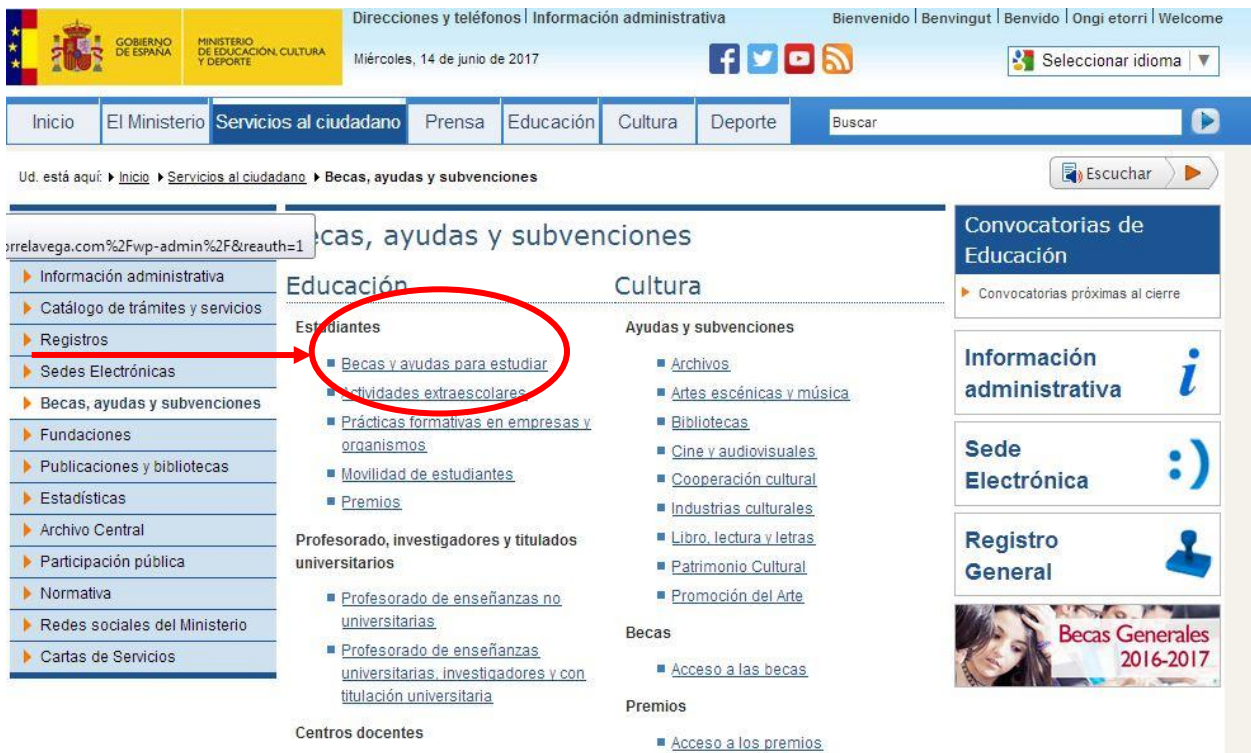 Direcciones y teléfonos | Información administrativa
Bienvenido | Benvingut | Benvido | Ongi etorri | Welcome
GOBIERNO
DE ESPAÑA
MINISTERIO
DE EDUCACIÓN, CULTURA
Y DEPORTE
Miércoles, 14 de junio de 2017
Seleccionar idioma
Inicio
El Ministerio
Servicios al ciudadano
Prensa
Educación
Cultura
Deporte
Buscar
Ud. está aquí: Inicio Servicios al ciudadano Becas, ayudas y subvenciones
Escuchar
orrelavega.com%2Fwp-admin%2F&reauth=1
Información administrativa
Catálogo de trámites y servicios
Registros
Sedes Electrónicas
Becas, ayudas y subvenciones
Fundaciones
Publicaciones y bibliotecas
Estadísticas
Archivo Central
Participación pública
Normativa
Redes sociales del Ministerio
Cartas de Servicios
ecas, ayudas y subvenciones
Educación
Estudiantes
Becas y ayudas para estudiar
Actividades extraescolares
Prácticas formativas en empresas y
organismos
Movilidad de estudiantes
Premios
Profesorado, investigadores y titulados
universitarios
Profesorado de enseñanzas no
universitarias
Profesorado de enseñanzas
universitarias, investigadores y con
titulación universitaria
Centros docentes
Cultura
Ayudas y subvenciones
Archivos
Artes escénicas y música
Bibliotecas
Cine y audiovisuales
Cooperación cultural
Industrias culturales
Libro, lectura y letras
Patrimonio Cultural
Promoción del Arte
Becas
Acceso a las becas
Premios
Acceso a los premios
Convocatorias de
Educación
Convocatorias próximas al cierre
Información
administrativa
i
Sede
Electrónica
:)
Registro
General
Becas Generales
2016-2017